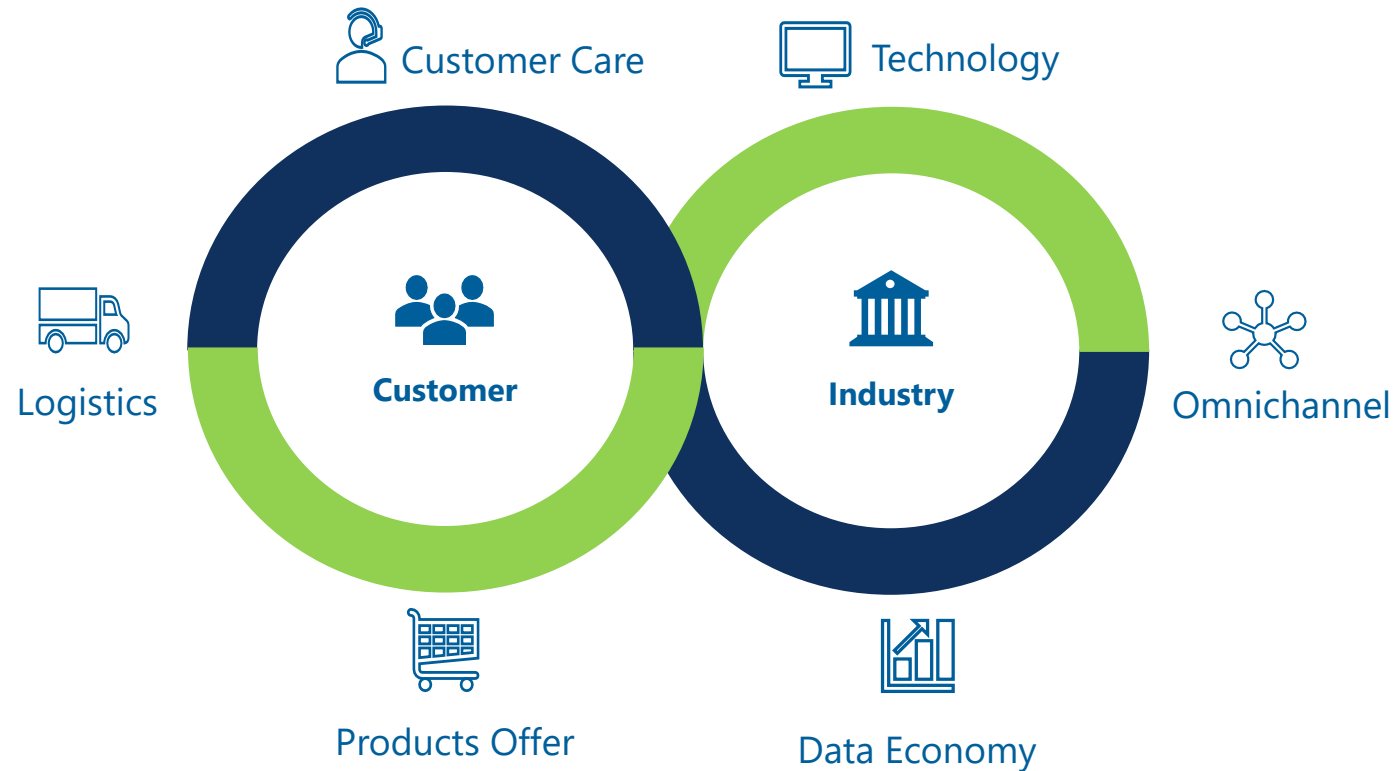 Customer Care
Technology
Logistics
Customer
Industry
Omnichannel
Products Offer
Data Economy